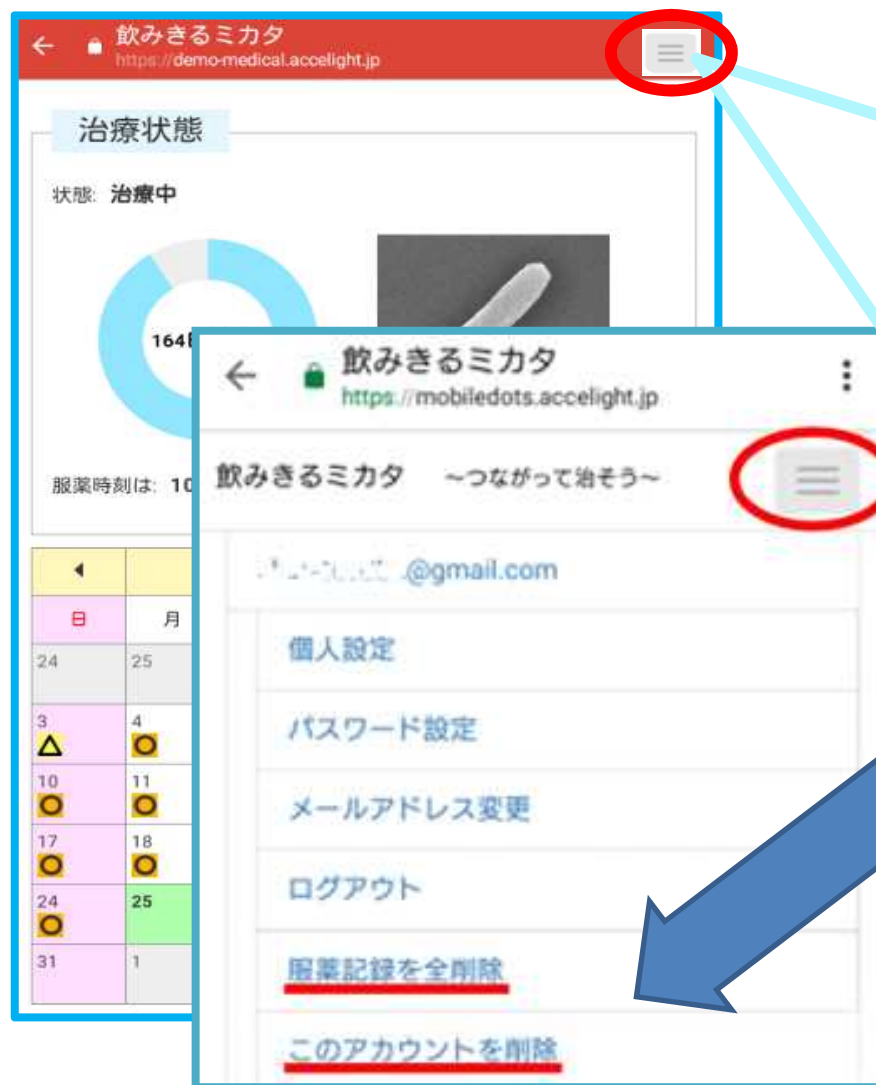 飲みきるミカタ
https://demo-medical.accelight.jp
治療状態
状態: 治療中
164
服薬時刻は: 10
日 月
24 25
3 4
10 11
17 18
24 25
31 1
飲みきるミカタ
https://mobiledots.accelight.jp
飲みきるミカタ ～つながって治そう～
@gmail.com
個人設定
パスワード設定
メールアドレス変更
ログアウト
服薬記録を全削除
このアカウントを削除